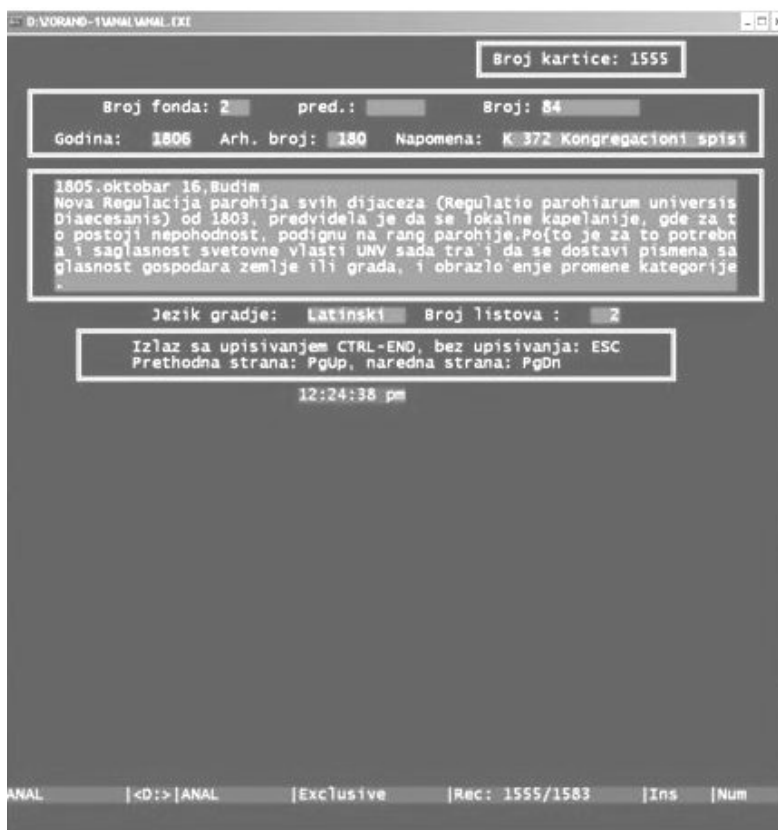 D:\ZORAND~1\ANAL\ANAL.EXE
Broj kartice: 1555
Broj fonda: 2 pred.: Broj: 84
Godina: 1806 Arh. broj: 180 Napomena: K 372 Kongregacioni spisi
1805.oktobar 16,Budim
Nova Regulacija parohija svih dijaceza (Regulatio parohiarum universis
Diaecesanis) od 1803, predvidela je da se lokalne kapelanije, gde za t
o postoji nepohodnost, podignu na rang parohije.Po{to je za to potrebn
a i saglasnost svetovne vlasti UNV sada tra`i da se dostavi pismena sa
glasnost gospodara zemlje ili grada, i obrazlo`enje promene kategorije
.
Jezik gradje: Latinski Broj listova : 2
Izlaz sa upisivanjem CTRL-END, bez upisivanja: ESC
Prethodna strana: PgUp, naredna strana: PgDn
12:24:38 pm
ANAL |<D:>|ANAL |Exclusive |Rec: 1555/1583 |Ins |Num